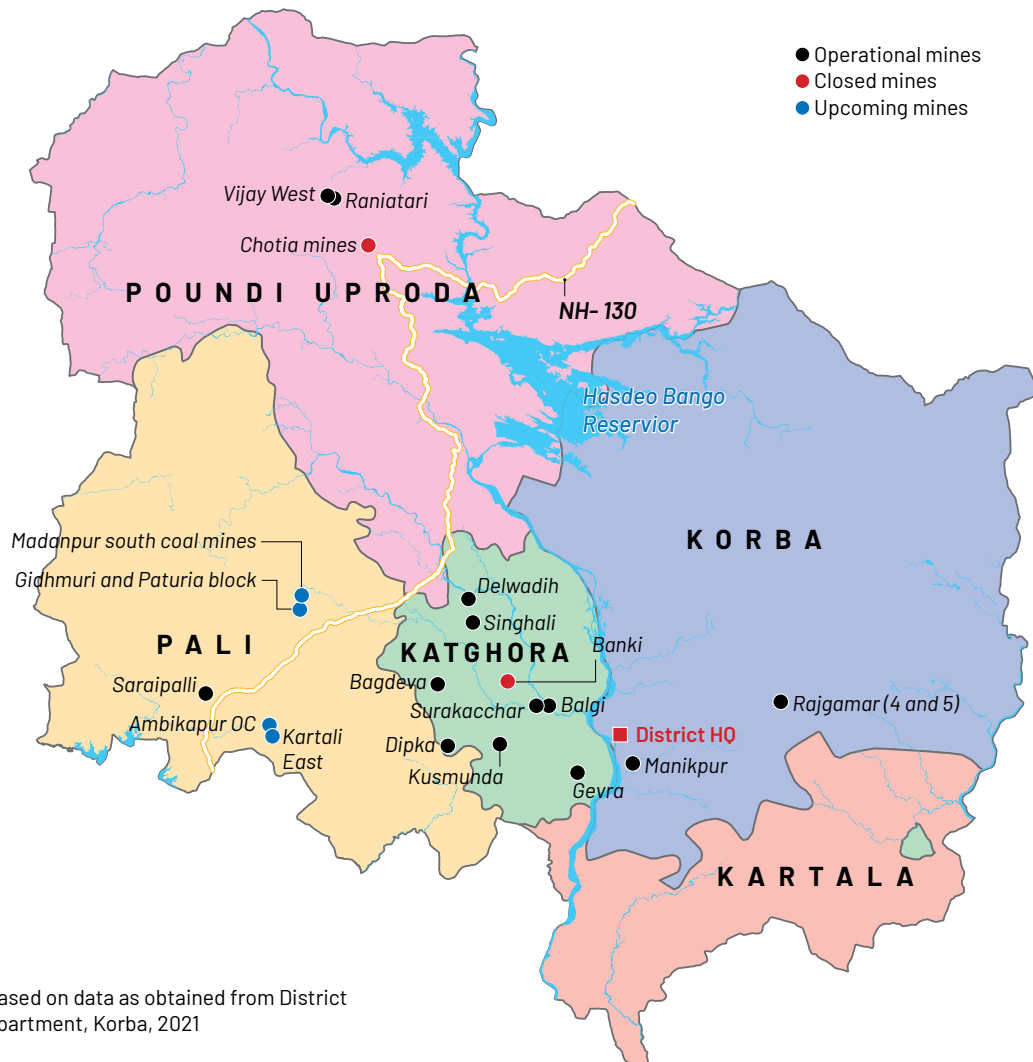 Operational mines
Closed mines
Upcoming mines
Vijay West
Raniatari
Chotia mines
POUNDI UPRODA
NH- 130
Hasdeo Bango
Reservior
KORBA
Madanpur south coal mines
Gidhmuri and Paturia block
Delwadih
Singhali
PALI
KATGHORA
Banki
Saraipalli
Bagdeva
Surakacchar
Balgi
Rajgamar (4 and 5)
Ambikapur OC
Kartali
East
Dipka
Kusmunda
District HQ
Manikpur
Gevra
KARTALA
ased on data as obtained from District
partment, Korba, 2021